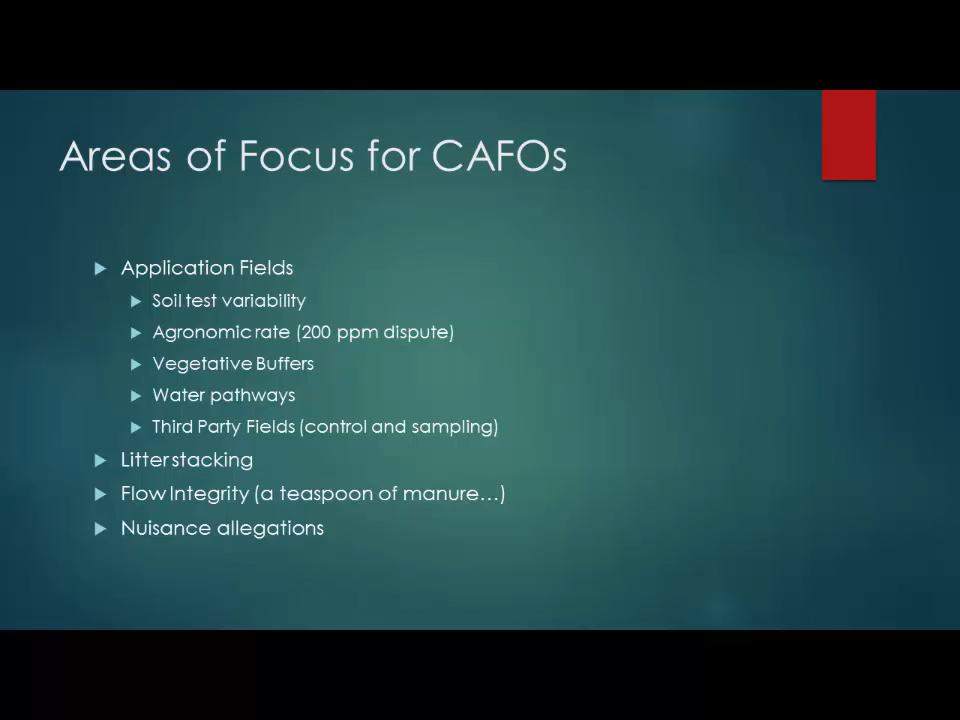 Areas of Focus for CAFOs
Application Fields
Soil test variability
Agronomic rate (200 ppm dispute)
Vegetative Buffers
Water pathways
Third Party Fields (control and sampling)
Litter stacking
Flow Integrity (a teaspoon of manure…)
Nuisance allegations